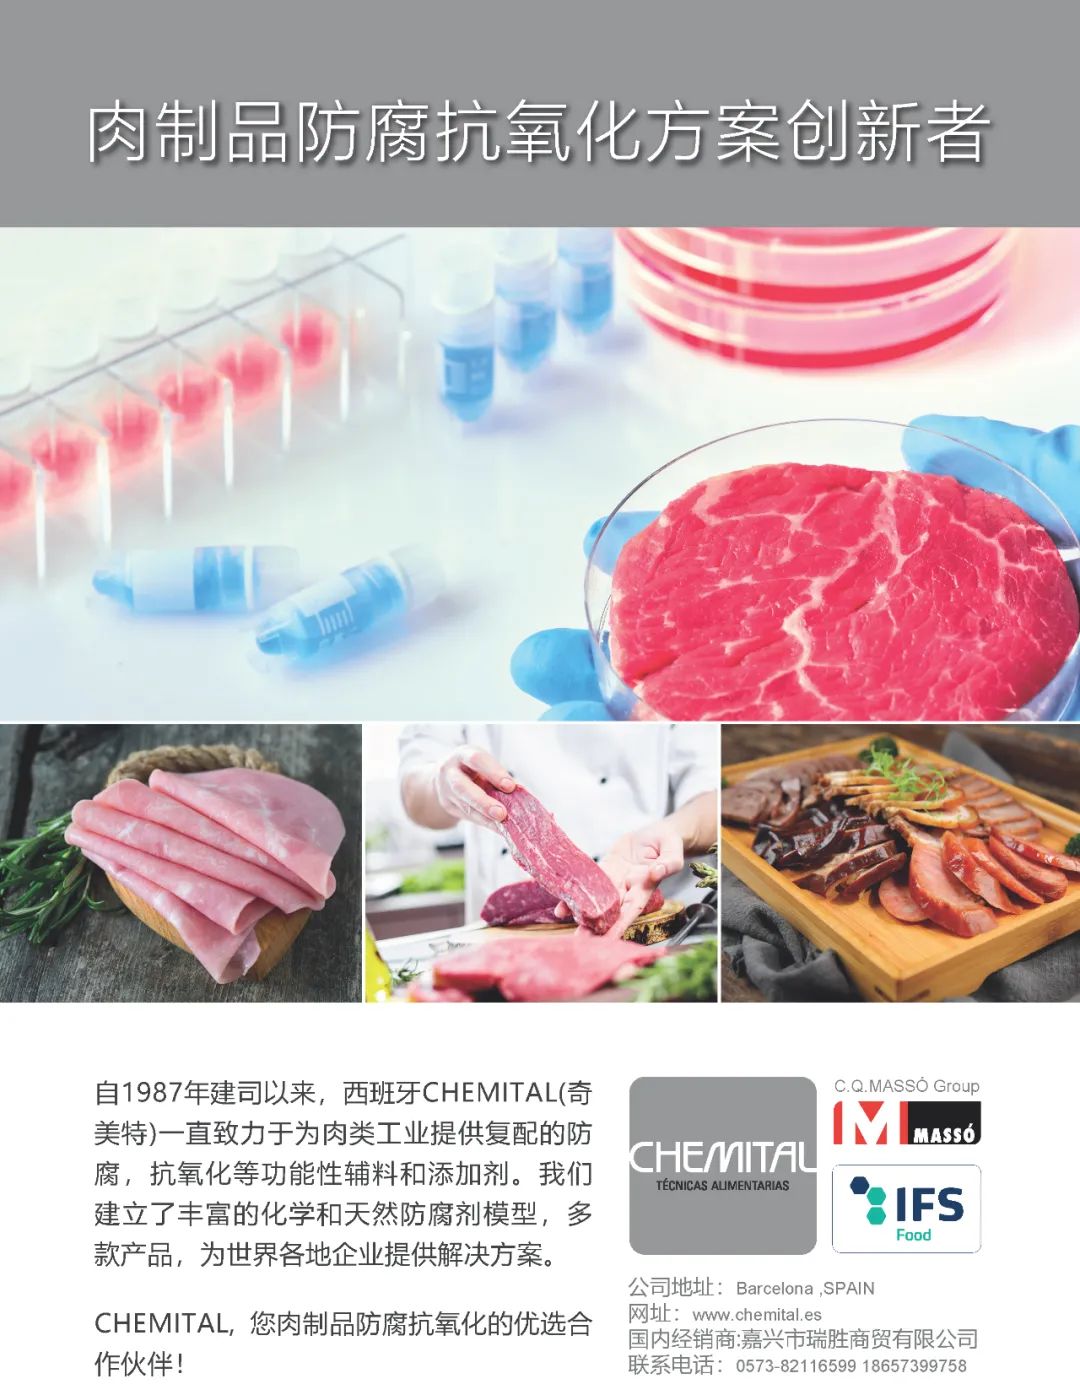 肉制品防腐抗氧化方案创新者
自1987年建司以来，西班牙CHEMITAL(奇
美特)一直致力于为肉类工业提供复配的防
腐，抗氧化等功能性辅料和添加剂。我们
建立了丰富的化学和天然防腐剂模型，多
款产品，为世界各地企业提供解决方案。
CHEMITAL, 您肉制品防腐抗氧化的优选合
作伙伴！
CHEMITAL
TÉCNICAS ALIMENTARIAS
C.Q.MASSÓ Group
M MASSÓ
IFS
Food
公司地址：Barcelona ,SPAIN
网址：www.chemital.es
国内经销商:嘉兴市瑞胜商贸有限公司
联系电话：0573-82116599 18657399758